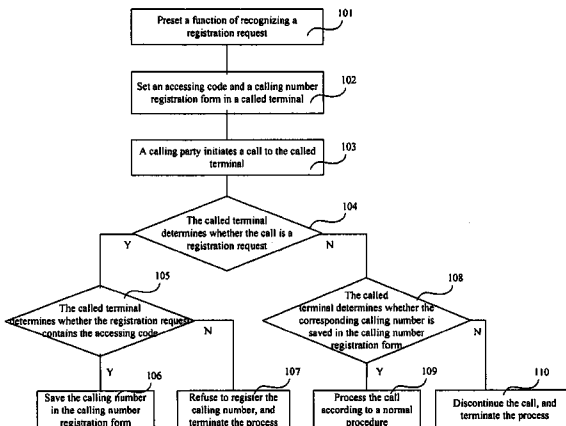 101
Preset a function of recognizing a
registration request
102
Set an accessing code and a calling number
registration form in a called terminal
103
A calling party initiates a call to the called
terminal
104
The called terminal
determines whether the call is a
registration request
Y
N
105
The called terminal
determines whether the registration request
contains the accessing code
N
Y
108
The called
terminal determines whether the
corresponding calling number is
saved in the calling number
registration form
N
Y
106
Save the calling number
in the calling number
registration form
107
Refuse to register the
calling number, and
terminate the process
109
Process the call
according to a normal
procedure
110
Discontinue the call, and
terminate the process